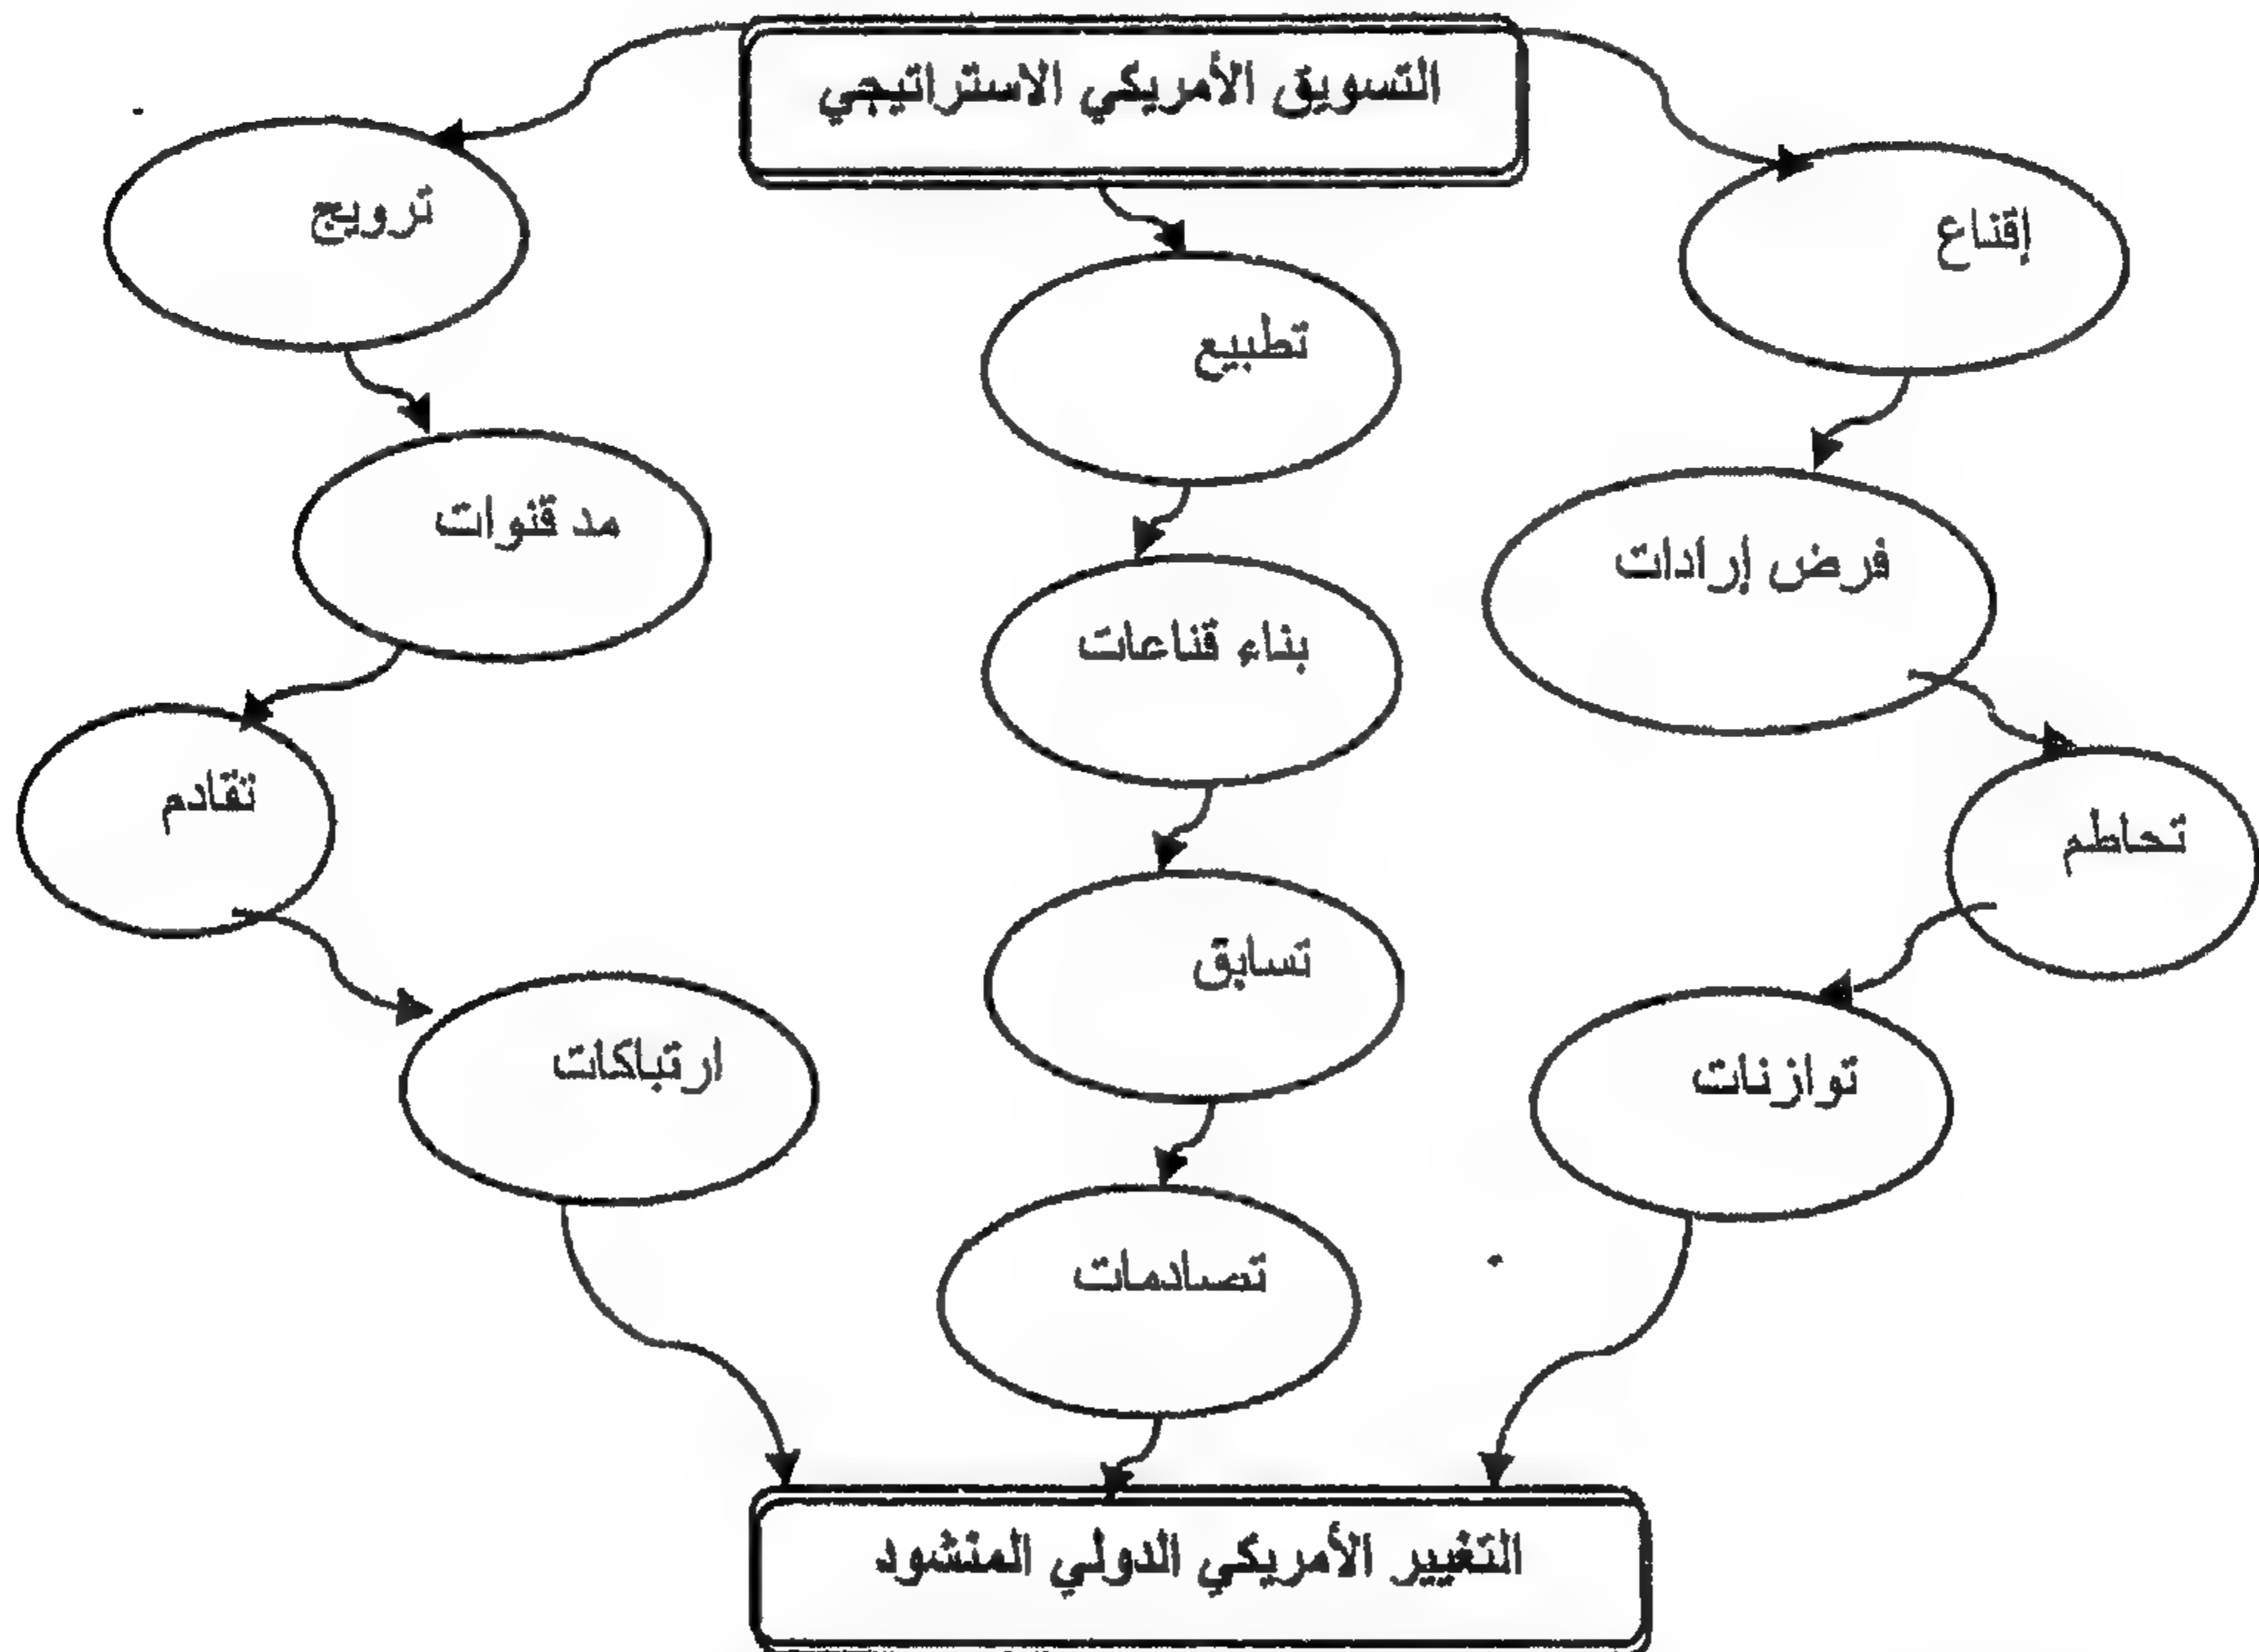 التسويق الأمريكي الاستراتيجي
إقناع
تطبيع
ترويج
فرض إرادات
بناء قناعات
مد قنوات
تحاطم
تسابق
تقادم
توازنات
تصادمات
ارتباكات
التغيير الأمريكي الدولي المنشود